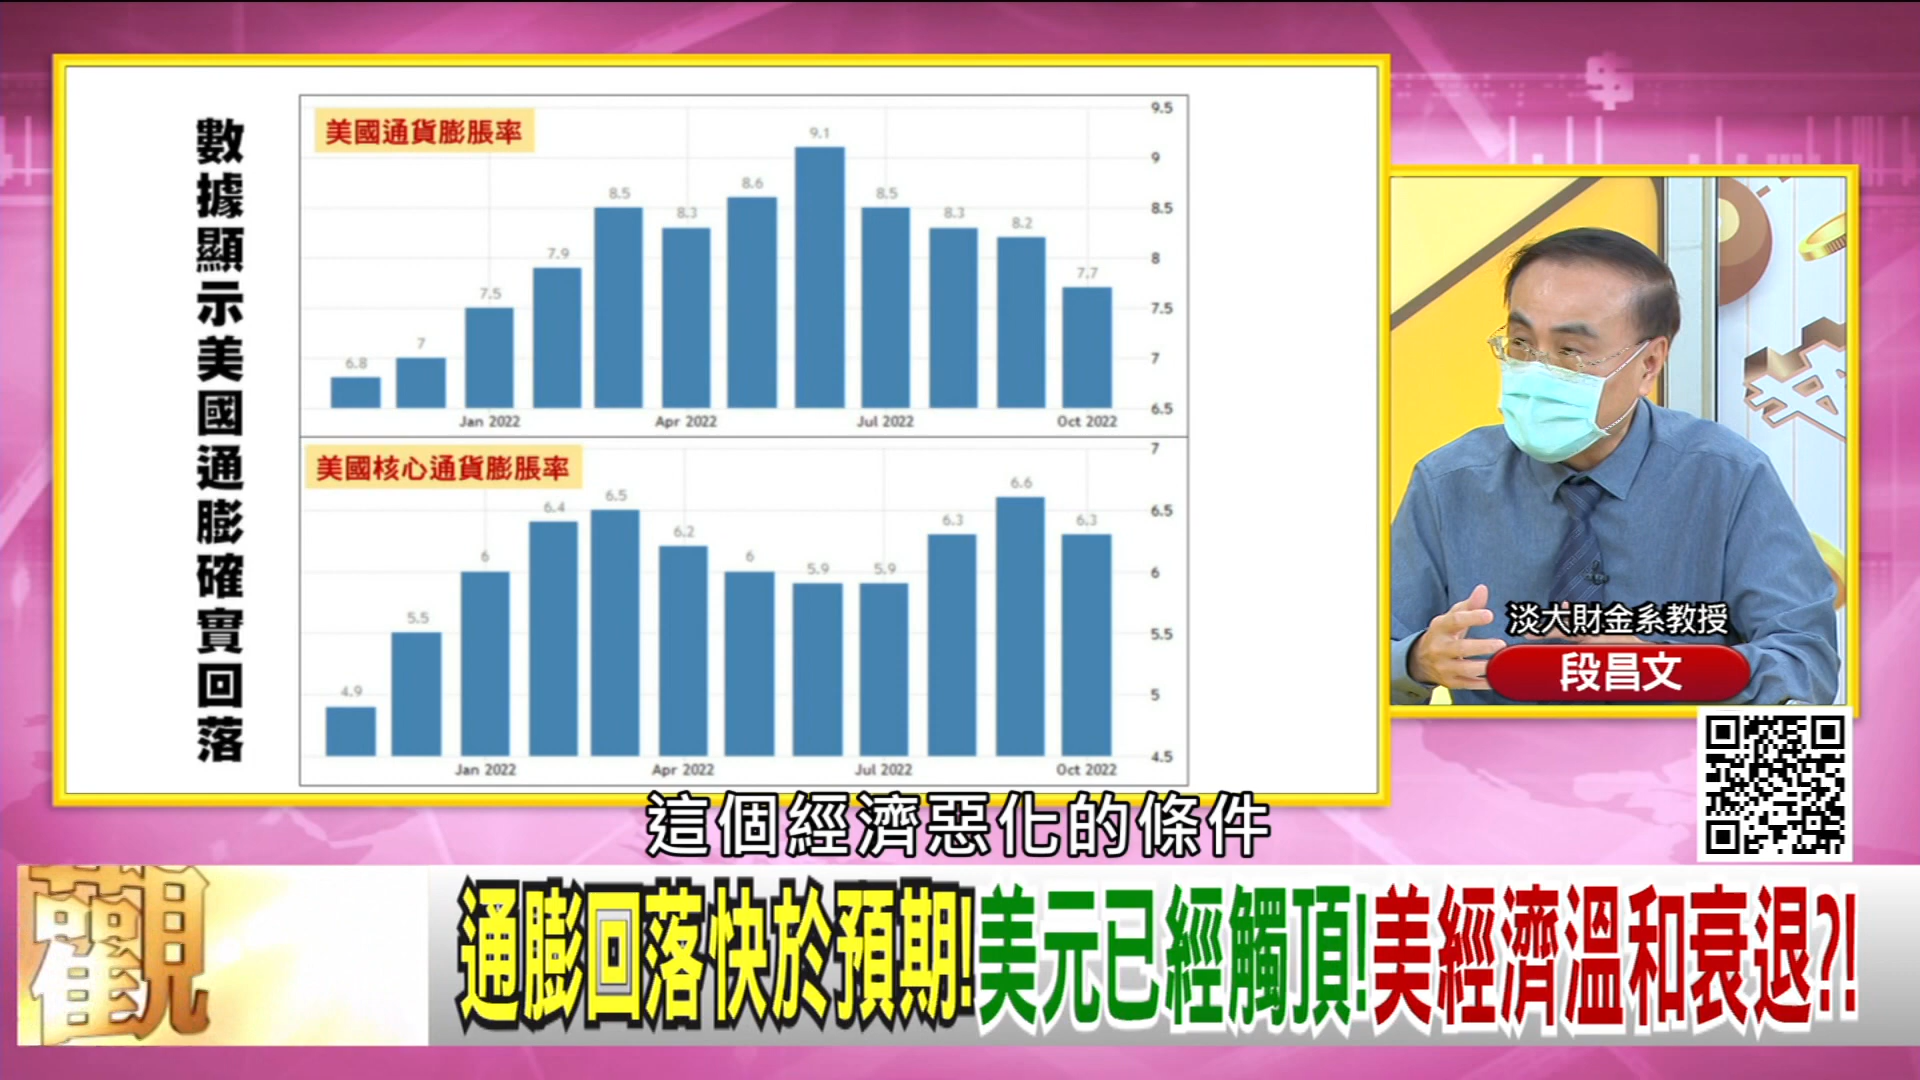 數據顯示美國通膨確實回落
美國通貨膨脹率
9.5
9
8.5
8
7.5
7
6.5
6.8
7
7.5
7.9
8.5
8.3
8.6
9.1
8.5
8.3
8.2
7.7
Jan 2022
Apr 2022
Jul 2022
Oct 2022
美國核心通貨膨脹率
7
6.5
6
5.5
5
4.5
4.9
5.5
6
6.4
6.5
6.2
6
5.9
5.9
6.3
6.6
6.3
Jan 2022
Apr 2022
Jul 2022
Oct 2022
淡大財金系教授
段昌文
這個經濟惡化的條件
觀
通膨回落快於預期!美元已經觸頂!美經濟溫和衰退?!